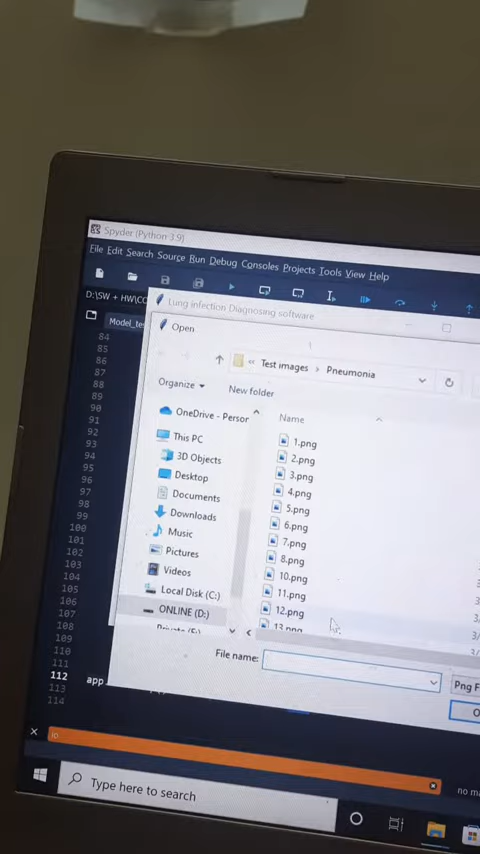 Spyder (Python 3.9)
File Edit Search Source Run Debug Consoles Projects Tools View Help
D:\SW + HW\CO
Lung infection Diagnosing software
Model_te
Open
Test images > Pneumonia
Organize
New folder
Name
OneDrive - Person
This PC
3D Objects
Desktop
Documents
Downloads
Music
Pictures
Videos
Local Disk (C:)
ONLINE (D:)
1.png
2.png
3.png
4.png
5.png
6.png
7.png
8.png
10.png
11.png
12.png
13.png
File name:
Png F
O
84
85
86
87
88
89
90
91
92
93
94
95
96
97
98
99
100
101
102
103
104
105
106
107
108
109
110
111
112 app
113
114
no ma
Type here to search